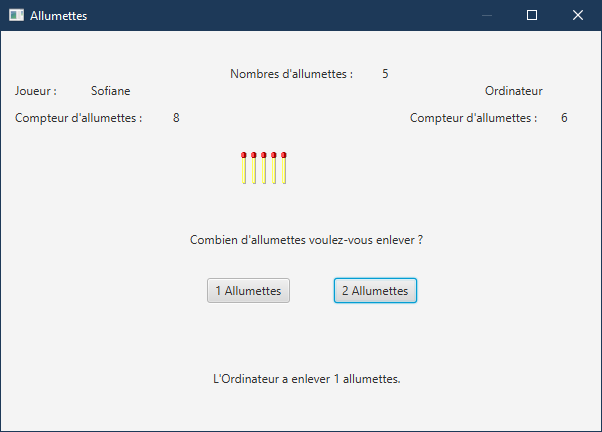 Allumettes
Nombres d'allumettes : 5
Joueur : Sofiane
Ordinateur
Compteur d'allumettes : 8
Compteur d'allumettes : 6
Combien d'allumettes voulez-vous enlever ?
1 Allumettes
2 Allumettes
L'Ordinateur a enlever 1 allumettes.